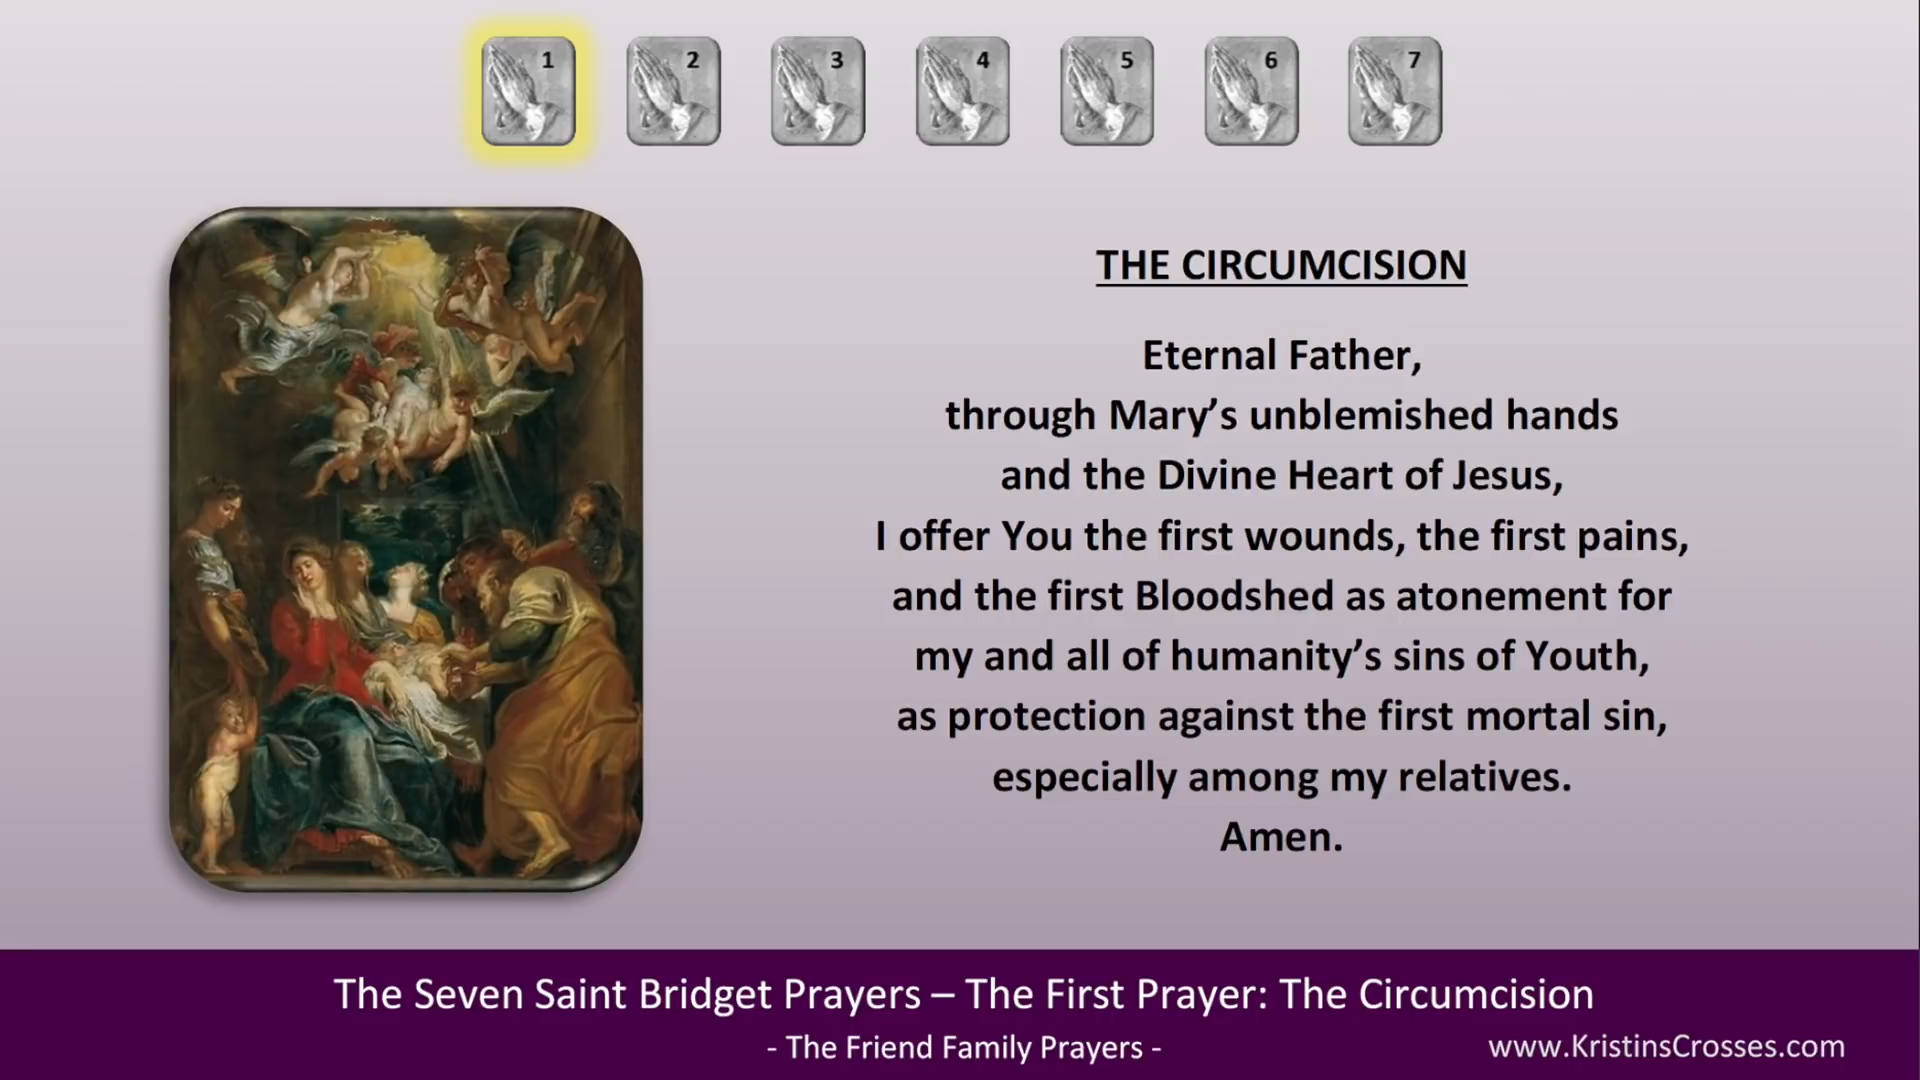 1 2 3 4 5 6 7
THE CIRCUMCISION
Eternal Father,
through Mary’s unblemished hands
and the Divine Heart of Jesus,
I offer You the first wounds, the first pains,
and the first Bloodshed as atonement for
my and all of humanity’s sins of Youth,
as protection against the first mortal sin,
especially among my relatives.
Amen.
The Seven Saint Bridget Prayers – The First Prayer: The Circumcision
- The Friend Family Prayers -
www.KristinsCrosses.com